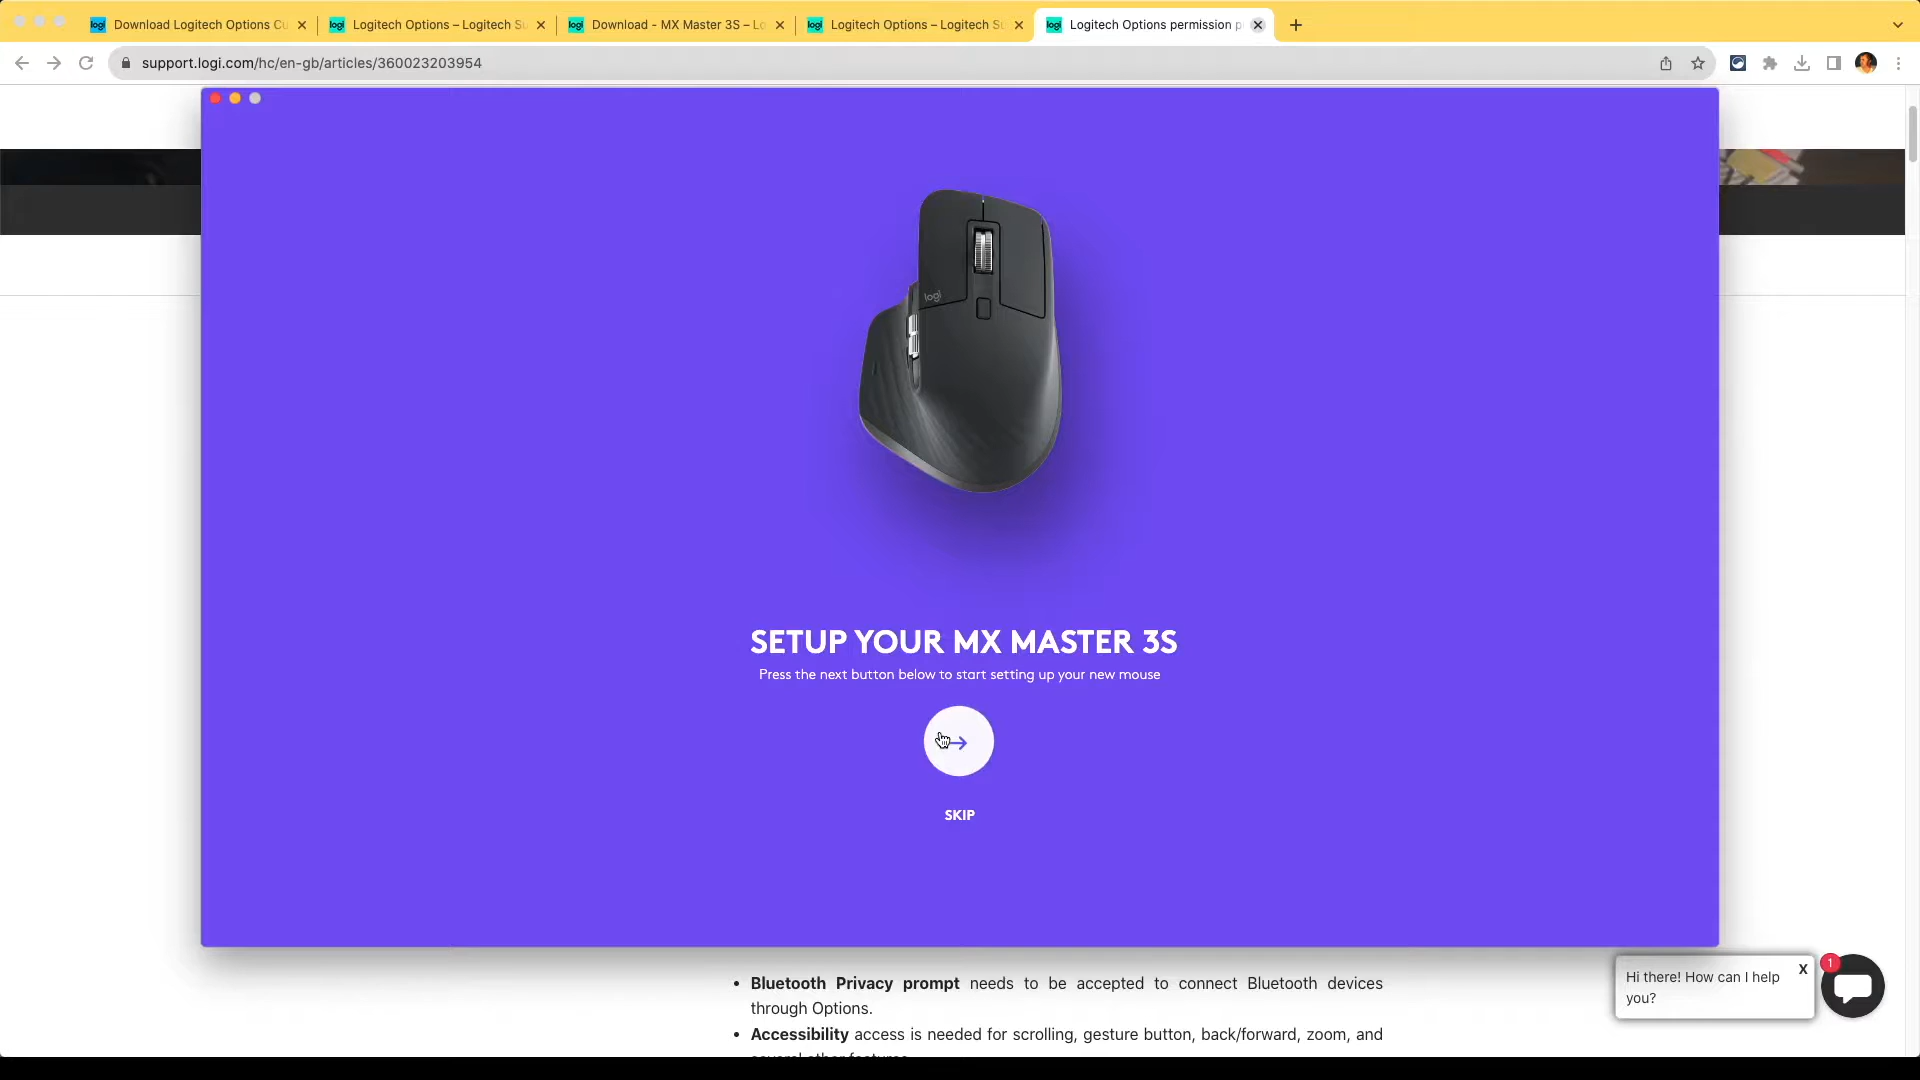 Download Logitech Options Cu
Logitech Options – Logitech Su
Download - MX Master 3S – Lo
Logitech Options – Logitech Su
Logitech Options permission p
support.logi.com/hc/en-gb/articles/360023203954
logi
SETUP YOUR MX MASTER 3S
Press the next button below to start setting up your new mouse
SKIP
• Bluetooth Privacy prompt needs to be accepted to connect Bluetooth devices
through Options.
• Accessibility access is needed for scrolling, gesture button, back/forward, zoom, and
Hi there! How can I help
you?
X
1